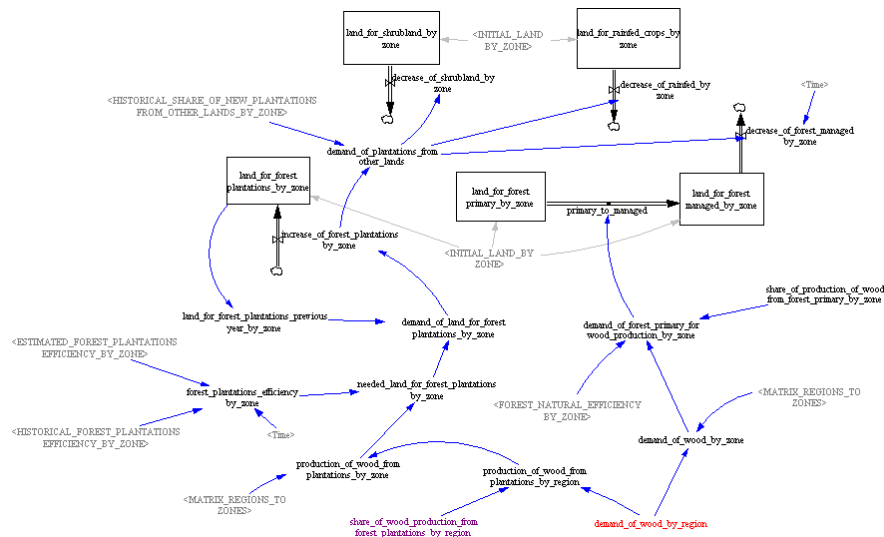 land_for_shrubland_by
zone
<INITIAL_LAND
BY_ZONE>
land_for_rainfed_crops_by
zone
decrease_of_shrubland_by
zone
decrease_of_rainfed_by
zone
<Time>
<HISTORICAL_SHARE_OF_NEW_PLANTATIONS
FROM_OTHER_LANDS_BY_ZONE>
decrease_of_forest_managed
by_zone
demand_of_plantations_from
other_lands
land_for_forest
plantations_by_zone
land_for_forest
primary_by_zone
primary_to_managed
land_for_forest
managed_by_zone
increase_of_forest_plantations
by_zone
<INITIAL_LAND_BY
ZONE>
share_of_production_of_wood
from_forest_primary_by_zone
land_for_forest_plantations_previous
year_by_zone
demand_of_land_for_forest
plantations_by_zone
demand_of_forest_primary_for
wood_production_by_zone
<ESTIMATED_FOREST_PLANTATIONS
EFFICIENCY_BY_ZONE>
forest_plantations_efficiency
by_zone
needed_land_for_forest_plantations
by_zone
<FOREST_NATURAL_EFFICIENCY
BY_ZONE>
<MATRIX_REGIONS_TO
ZONES>
<HISTORICAL_FOREST_PLANTATIONS
EFFICIENCY_BY_ZONE>
<Time>
demand_of_wood_by_zone
production_of_wood_from
plantations_by_zone
production_of_wood_from
plantations_by_region
<MATRIX_REGIONS_TO
ZONES>
share_of_wood_production_from
forest_plantations_by_region
demand_of_wood_by_region